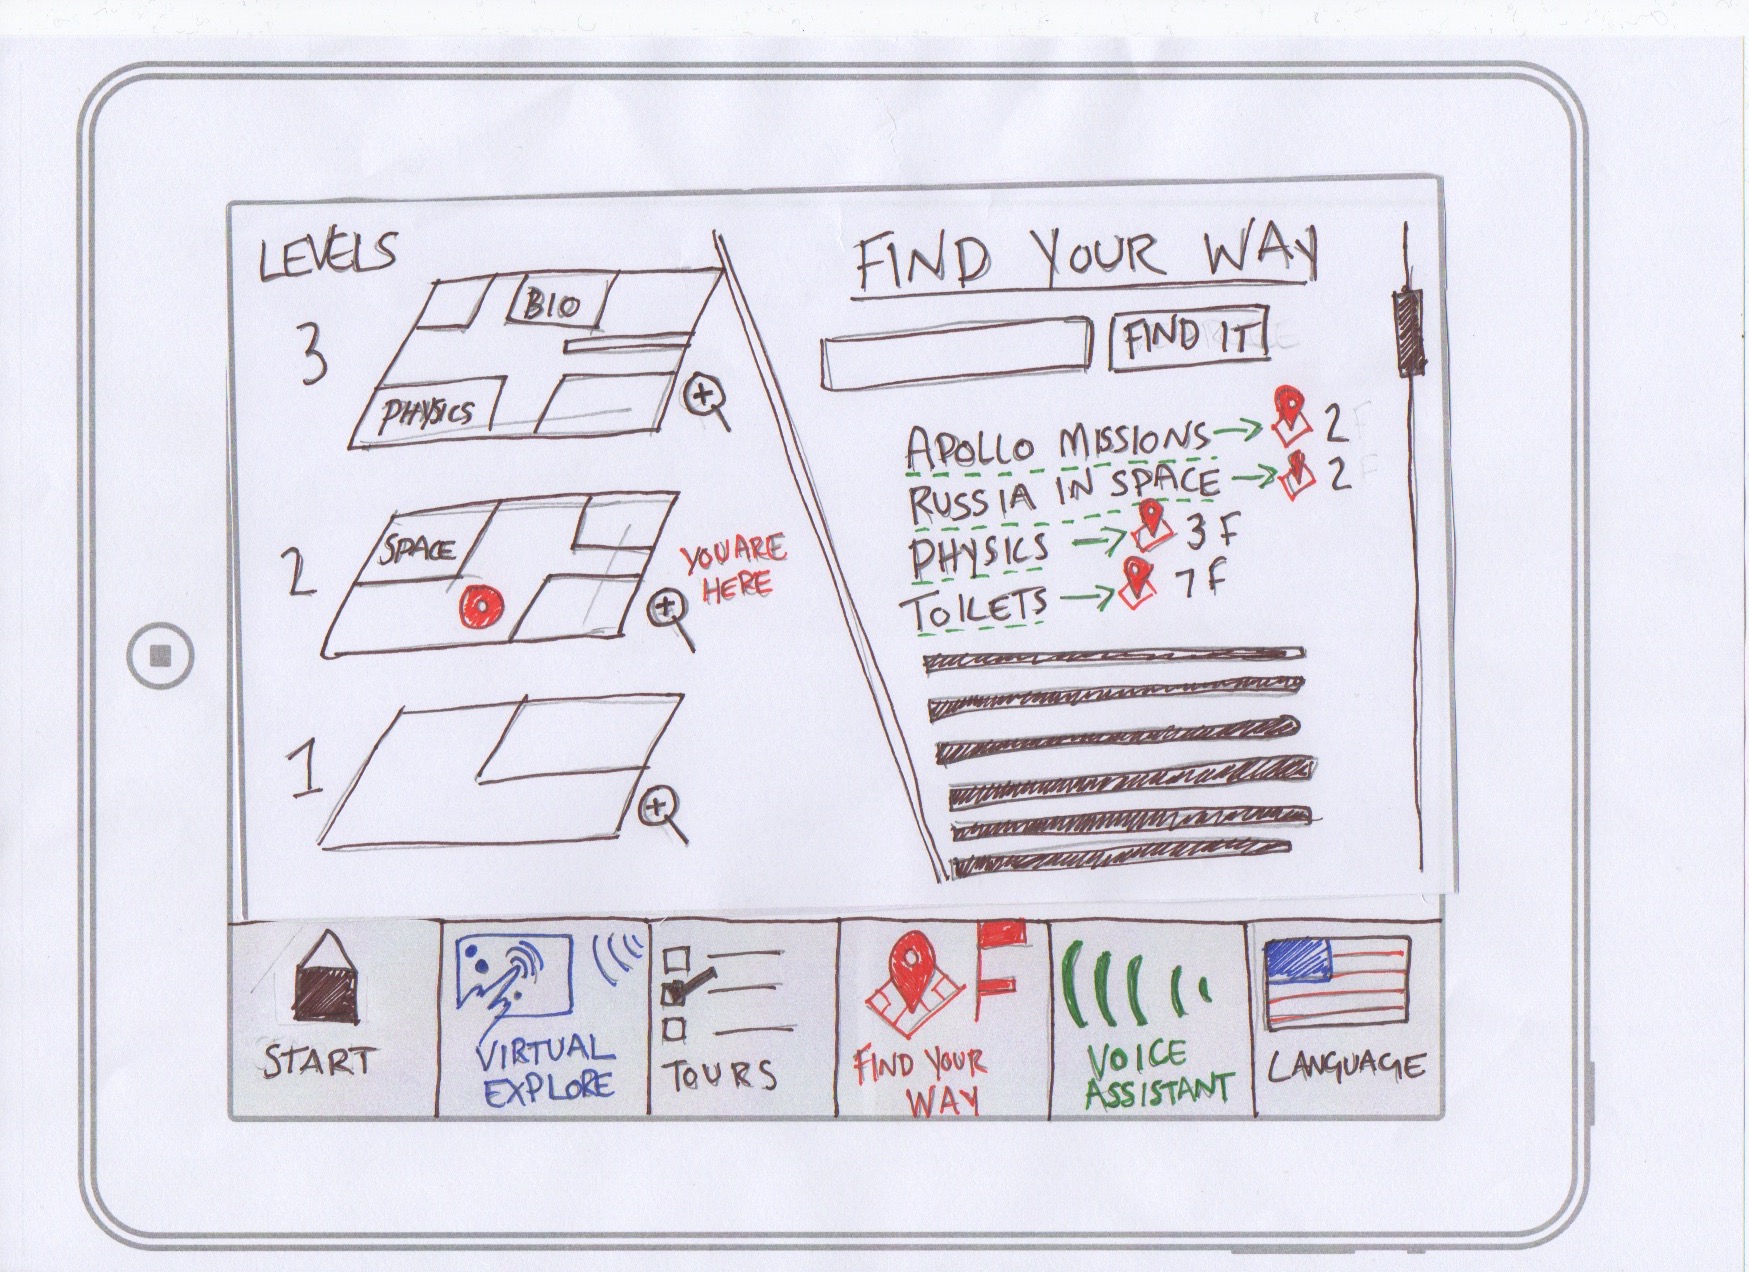 LEVELS
3
BIO
PHYSICS
2
SPACE
YOU ARE
HERE
1
FIND YOUR WAY
FIND IT
APOLLO MISSIONS → 2
RUSSIA IN SPACE → 2
PHYSICS → 3 F
TOILETS → 1 F
START
VIRTUAL
EXPLORE
TOURS
FIND YOUR
WAY
VOICE
ASSISTANT
LANGUAGE